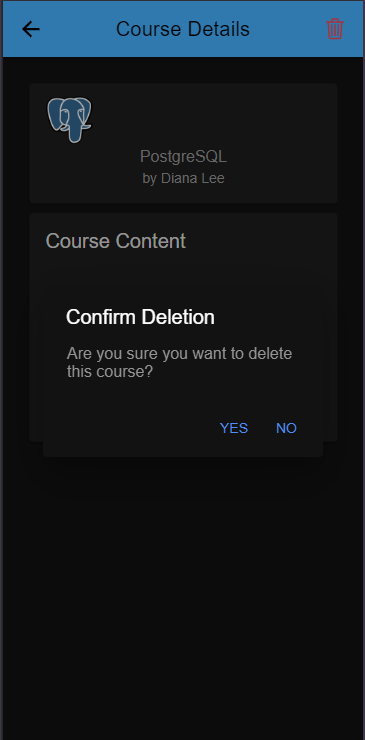 Course Details
PostgreSQL
by Diana Lee
Course Content
Confirm Deletion
Are you sure you want to delete
this course?
YES NO